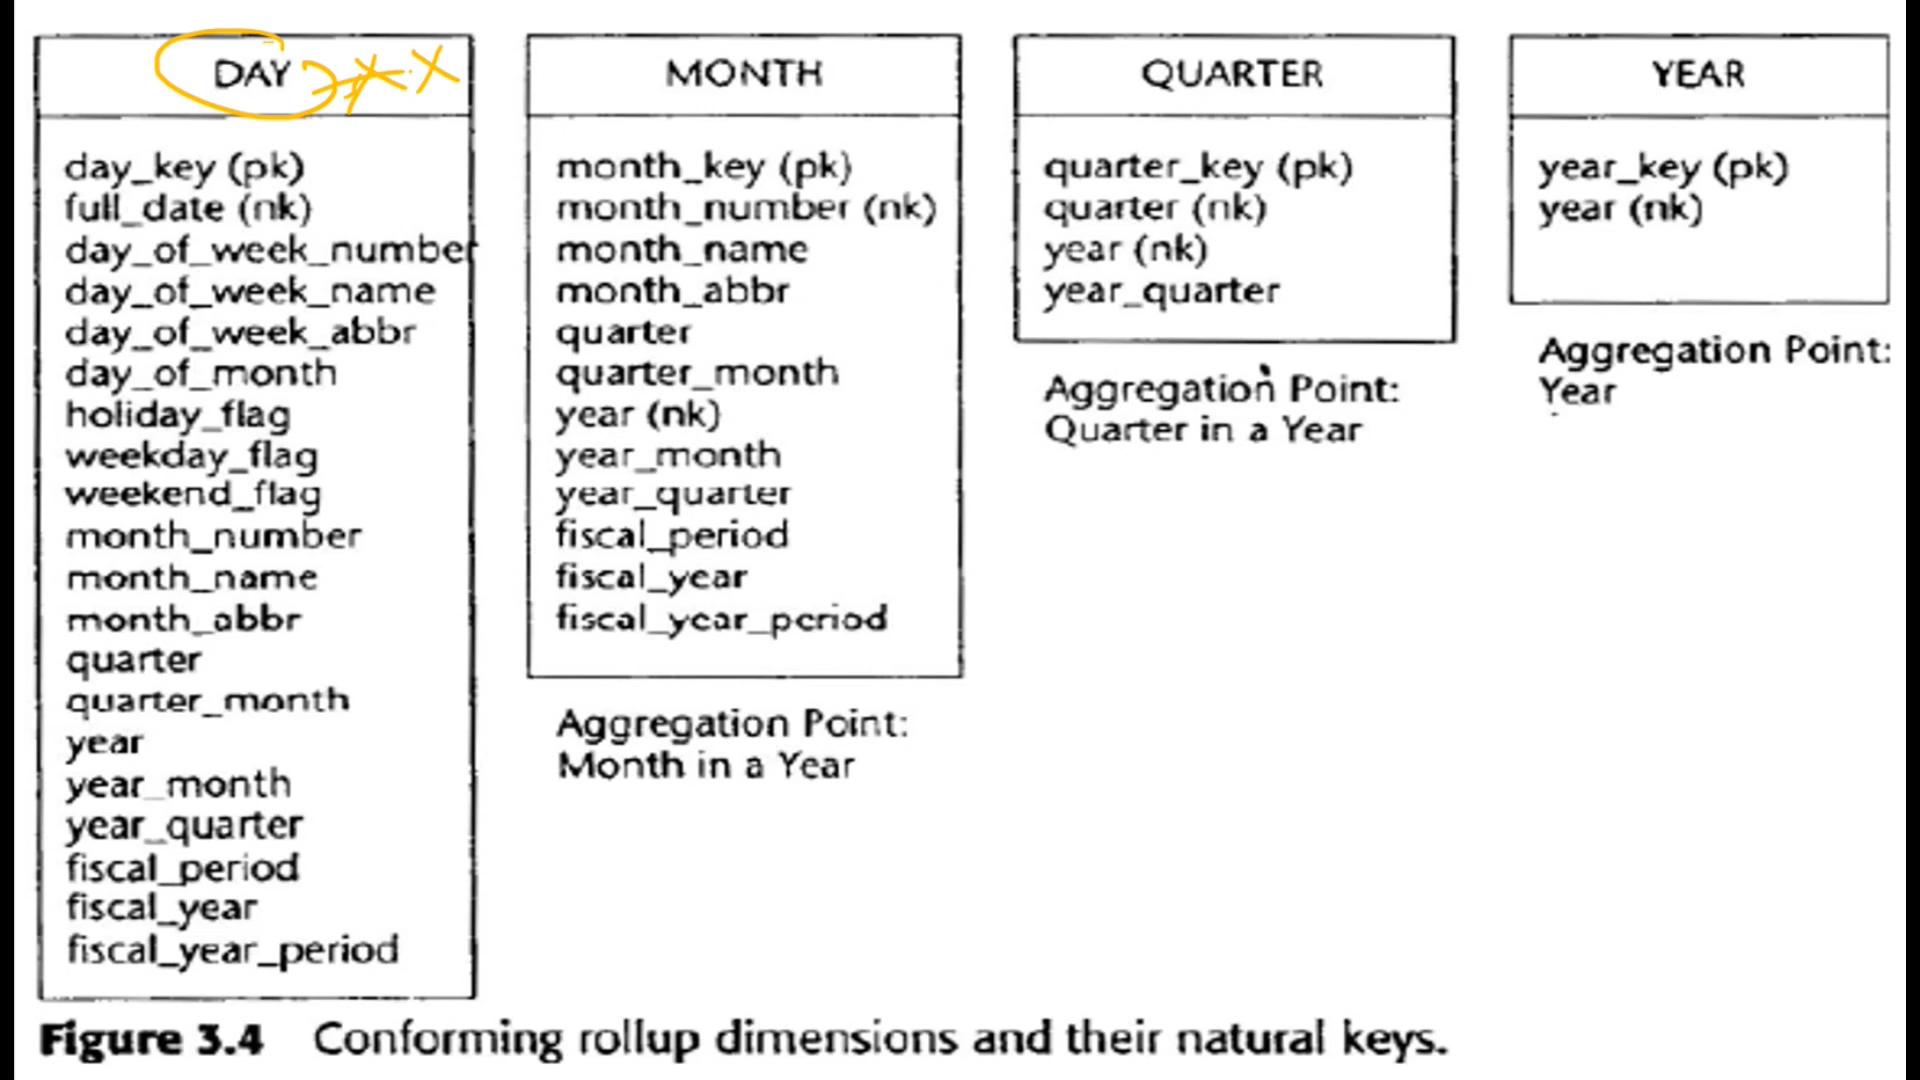 DAY
day_key (pk)
full_date (nk)
day_of_week_number
day_of_week_name
day_of_week_abbr
day_of_month
holiday_flag
weekday_flag
weekend_flag
month_number
month_name
month_abbr
quarter
quarter_month
year
year_month
year_quarter
fiscal_period
fiscal_year
fiscal_year_period
MONTH
month_key (pk)
month_number (nk)
month_name
month_abbr
quarter
quarter_month
year (nk)
year_month
year_quarter
fiscal_period
fiscal_year
fiscal_year_period
Aggregation Point:
Month in a Year
QUARTER
quarter_key (pk)
quarter (nk)
year (nk)
year_quarter
Aggregation Point:
Quarter in a Year
YEAR
year_key (pk)
year (nk)
Aggregation Point:
Year
Figure 3.4 Conforming rollup dimensions and their natural keys.